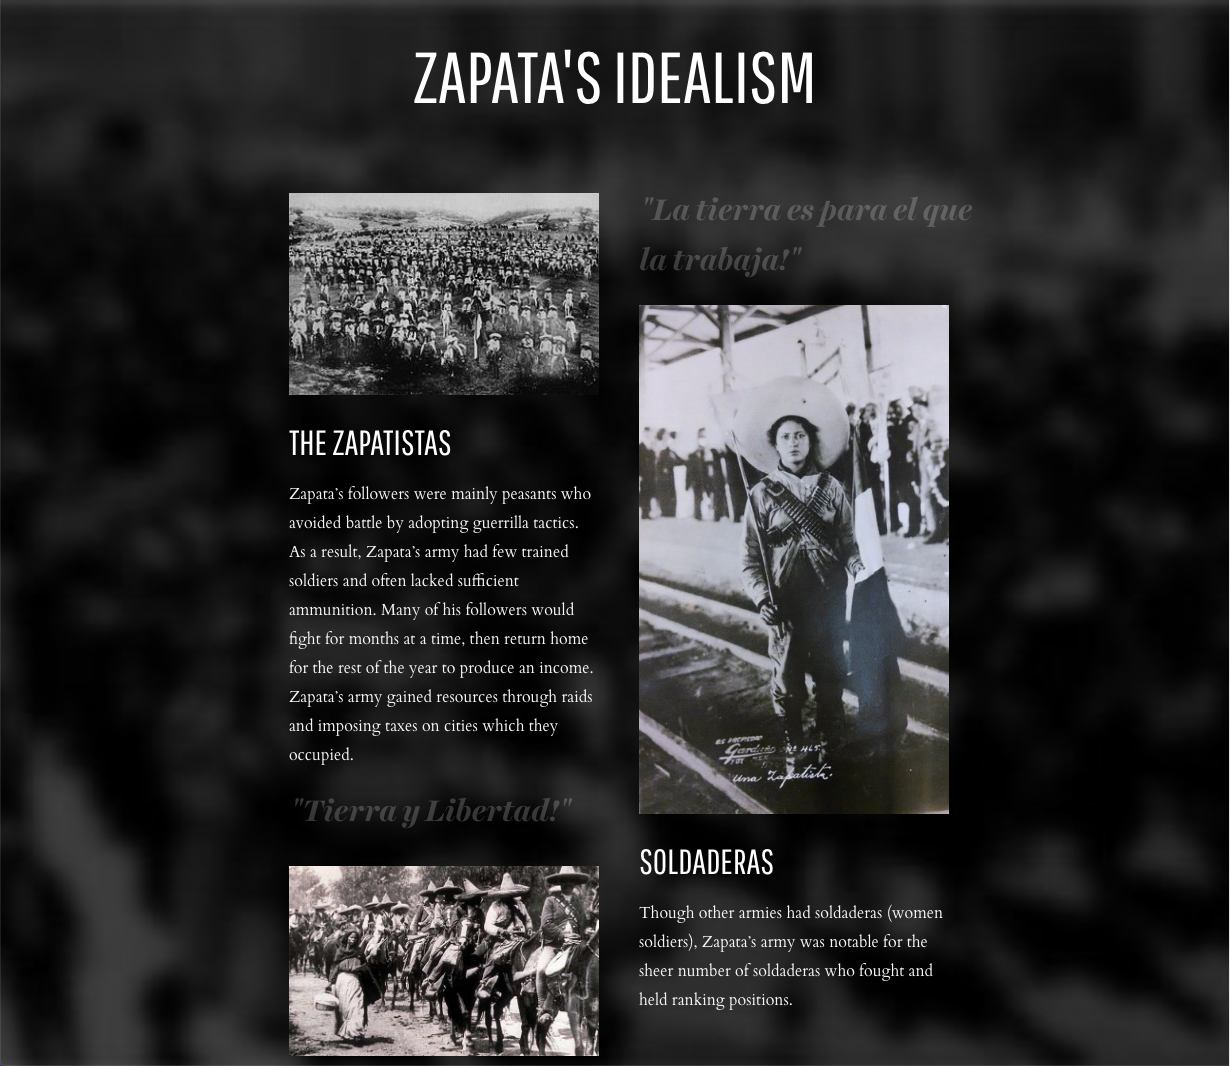 ZAPATA'S IDEALISM
THE ZAPATISTAS
Zapata’s followers were mainly peasants who
avoided battle by adopting guerrilla tactics.
As a result, Zapata’s army had few trained
soldiers and often lacked sufficient
ammunition. Many of his followers would
fight for months at a time, then return home
for the rest of the year to produce an income.
Zapata’s army gained resources through raids
and imposing taxes on cities which they
occupied.
"Tierra y Libertad!"
"La tierra es para el que
la trabaja!"
Garduño
MEX
Una Zapatista.
SOLDADERAS
Though other armies had soldaderas (women
soldiers), Zapata’s army was notable for the
sheer number of soldaderas who fought and
held ranking positions.